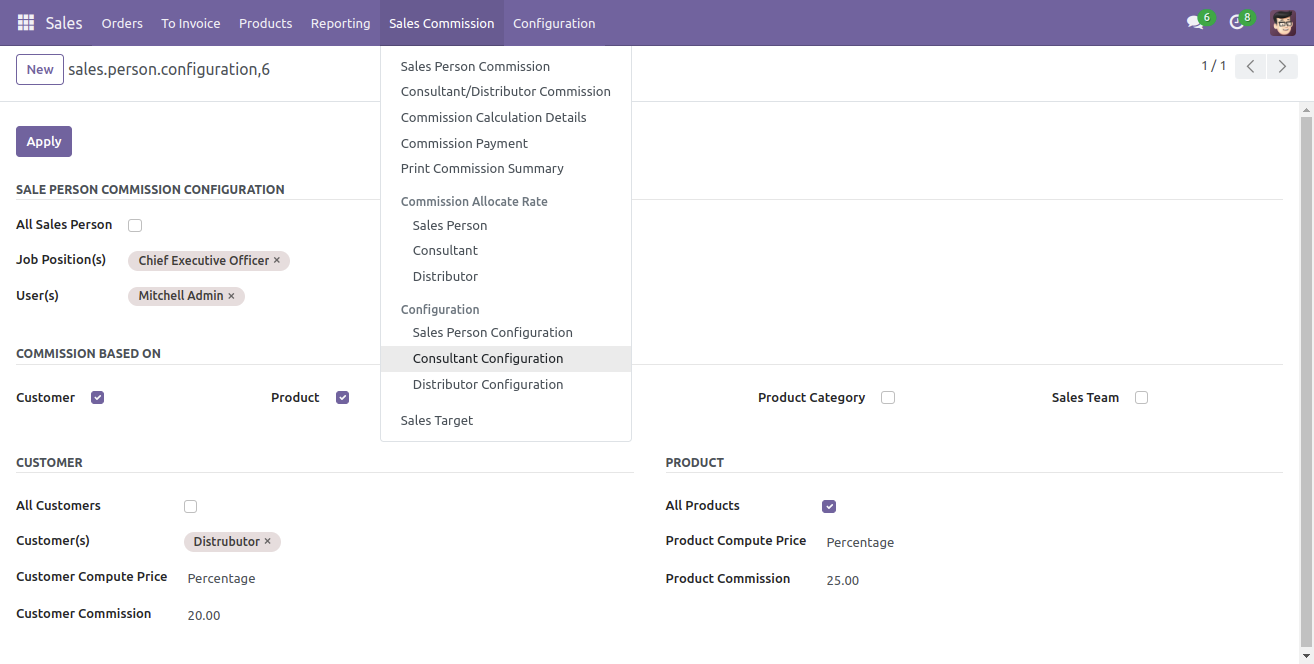 Sales Orders To Invoice Products Reporting Sales Commission Configuration 6 8
New sales.person.configuration,6 1 / 1
Sales Person Commission
Consultant/Distributor Commission
Commission Calculation Details
Commission Payment
Print Commission Summary
Commission Allocate Rate
Sales Person
Consultant
Distributor
Configuration
Sales Person Configuration
Consultant Configuration
Distributor Configuration
Sales Target
Apply
SALE PERSON COMMISSION CONFIGURATION
All Sales Person
Job Position(s) Chief Executive Officer ×
User(s) Mitchell Admin ×
COMMISSION BASED ON
Customer Product Product Category Sales Team
CUSTOMER
All Customers
Customer(s) Distrubutor ×
Customer Compute Price Percentage
Customer Commission 20.00
PRODUCT
All Products
Product Compute Price Percentage
Product Commission 25.00